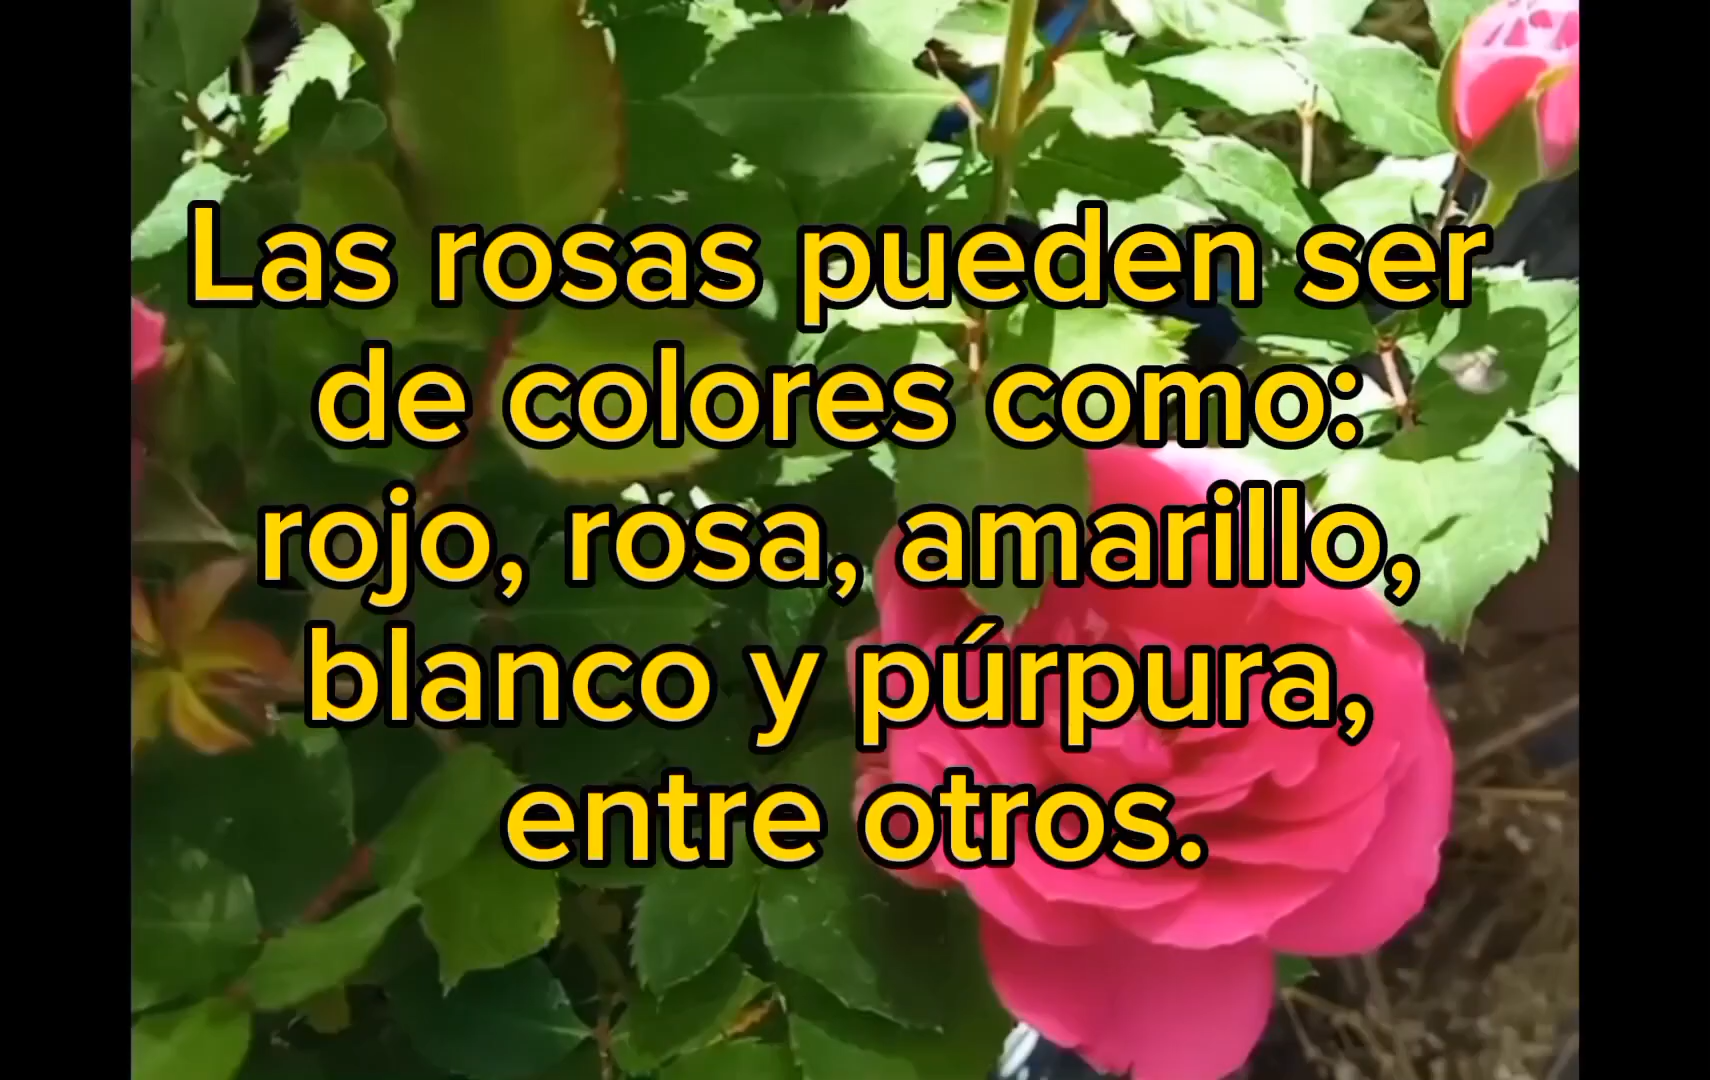 Las rosas pueden ser
de colores como:
rojo, rosa, amarillo,
blanco y púrpura,
entre otros.